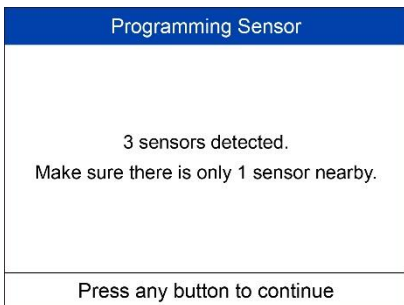 Programming Sensor
3 sensors detected.
Make sure there is only 1 sensor nearby.
Press any button to continue